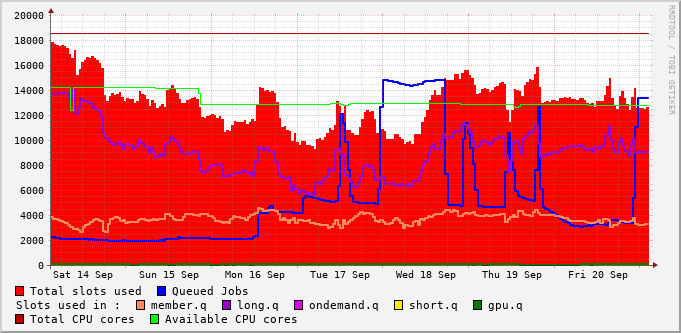 20000
18000
16000
14000
12000
10000
8000
6000
4000
2000
0
Sat 14 Sep Sun 15 Sep Mon 16 Sep Tue 17 Sep Wed 18 Sep Thu 19 Sep Fri 20 Sep
Total slots used Queued Jobs
Slots used in : member.q long.q ondemand.q short.q gpu.q
Total CPU cores Available CPU cores
RRDTOOL / TOBI OETIKER